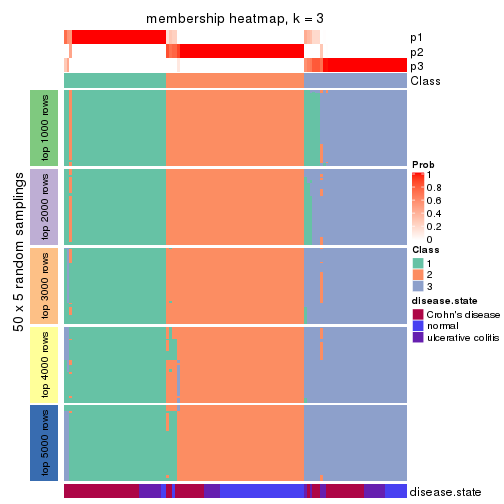 membership heatmap, k = 3
p1
p2
p3
Class
50 x 5 random samplings
top 1000 rows
top 2000 rows
top 3000 rows
top 4000 rows
top 5000 rows
Prob
1
0.8
0.6
0.4
0.2
0
Class
1
2
3
disease.state
Crohn's disease
normal
ulcerative colitis
disease.state